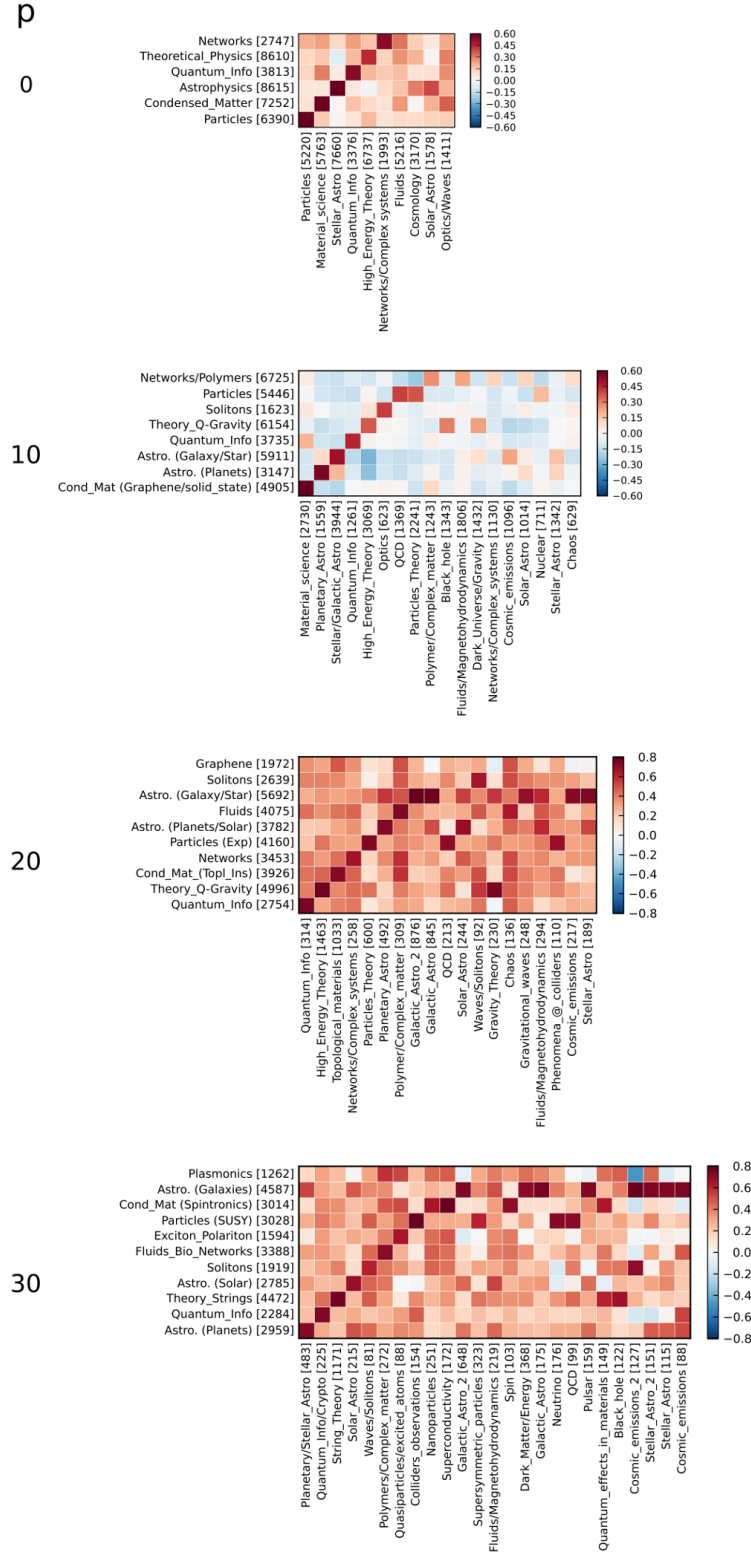 p
0
Networks [2747]
Theoretical_Physics [8610]
Quantum_Info [3813]
Astrophysics [8615]
Condensed_Matter [7252]
Particles [6390]
0.60
0.45
0.30
0.15
0.00
−0.15
−0.30
−0.45
−0.60
Particles [5220]
Material_science [5763]
Stellar_Astro [7660]
Quantum_Info [3376]
High_Energy_Theory [6737]
Networks/Complex systems [1993]
Fluids [5216]
Cosmology [3170]
Solar_Astro [1578]
Optics/Waves [1411]
10
Networks/Polymers [6725]
Particles [5446]
Solitons [1623]
Theory_Q-Gravity [6154]
Quantum_Info [3735]
Astro. (Galaxy/Star) [5911]
Astro. (Planets) [3147]
Cond_Mat (Graphene/solid_state) [4905]
0.60
0.45
0.30
0.15
0.00
−0.15
−0.30
−0.45
−0.60
Material_science [2730]
Planetary_Astro [1559]
Stellar/Galactic_Astro [3944]
Quantum_Info [1261]
High_Energy_Theory [3069]
Optics [623]
QCD [1369]
Particles_Theory [2241]
Black_hole [1343]
Polymer/Complex_matter [1243]
Fluids/Magnetohydrodynamics [1806]
Dark_Universe/Gravity [1432]
Networks/Complex_systems [1130]
Cosmic_emissions [1096]
Solar_Astro [1014]
Nuclear [711]
Stellar_Astro [1342]
Chaos [629]
20
Graphene [1972]
Solitons [2639]
Astro. (Galaxy/Star) [5692]
Fluids [4075]
Astro. (Planets/Solar) [3782]
Particles (Exp) [4160]
Networks [3453]
Cond_Mat_(Topl_Ins) [3926]
Theory_Q-Gravity [4996]
Quantum_Info [2754]
0.8
0.6
0.4
0.2
0.0
−0.2
−0.4
−0.6
−0.8
Quantum_Info [314]
High_Energy_Theory [1463]
Topological_materials [1033]
Networks/Complex_systems [258]
Particles_Theory [600]
Planetary_Astro [492]
Polymer/Complex_matter [309]
Galactic_Astro_2 [876]
Galactic_Astro [845]
QCD [213]
Solar_Astro [244]
Waves/Solitons [92]
Gravity_Theory [230]
Chaos [136]
Gravitational_waves [248]
Fluids/Magnetohydrodynamics [294]
Phenomena_@_colliders [110]
Cosmic_emissions [217]
Stellar_Astro [189]
30
Plasmonics [1262]
Astro. (Galaxies) [4587]
Cond_Mat (Spintronics) [3014]
Particles (SUSY) [3028]
Exciton_Polariton [1594]
Fluids_Bio_Networks [3388]
Solitons [1919]
Astro. (Solar) [2785]
Theory_Strings [4472]
Quantum_Info [2284]
Astro. (Planets) [2959]
0.8
0.6
0.4
0.2
0.0
−0.2
−0.4
−0.6
−0.8
Planetary/Stellar_Astro [483]
Quantum_Info/Crypto [225]
String_Theory [1171]
Solar_Astro [215]
Waves/Solitons [81]
Polymers/Complex_matter [272]
Quasiparticles/excited_atoms [88]
Colliders_observations [154]
Nanoparticles [251]
Superconductivity [172]
Galactic_Astro_2 [648]
Supersymmetric_particles [323]
Fluids/Magnetohydrodynamics [219]
Spin [103]
Dark_Matter/Energy [368]
Galactic_Astro [175]
Neutrino [176]
QCD [99]
Pulsar [159]
Quantum_effects_in_materials [149]
Black_hole [122]
Cosmic_emissions_2 [127]
Stellar_Astro_2 [151]
Stellar_Astro [115]
Cosmic_emissions [88]